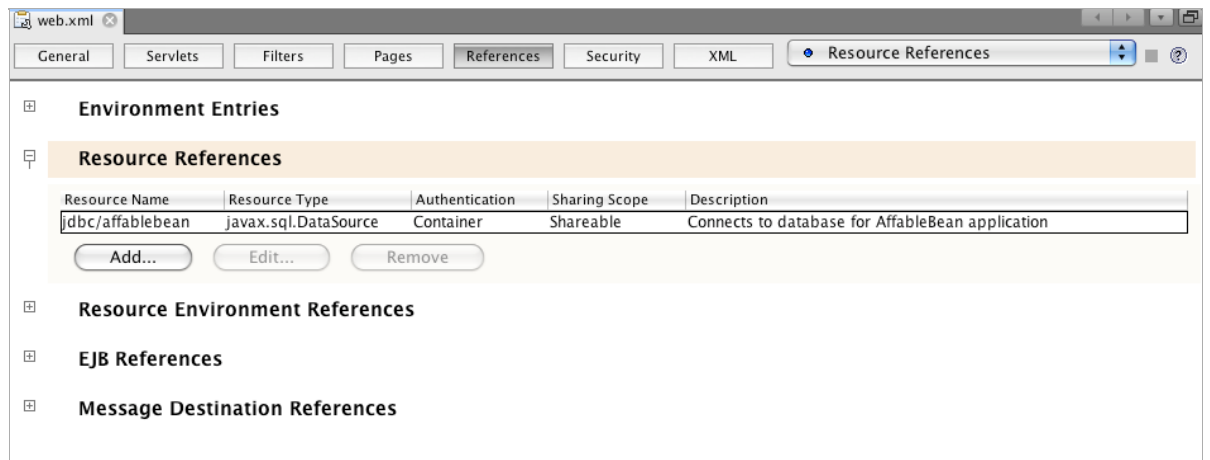 web.xml
General Servlets Filters Pages References Security XML Resource References ?
Environment Entries
Resource References
Resource Name Resource Type Authentication Sharing Scope Description
jdbc/affablebean javax.sql.DataSource Container Shareable Connects to database for AffableBean application
Add... Edit... Remove
Resource Environment References
EJB References
Message Destination References